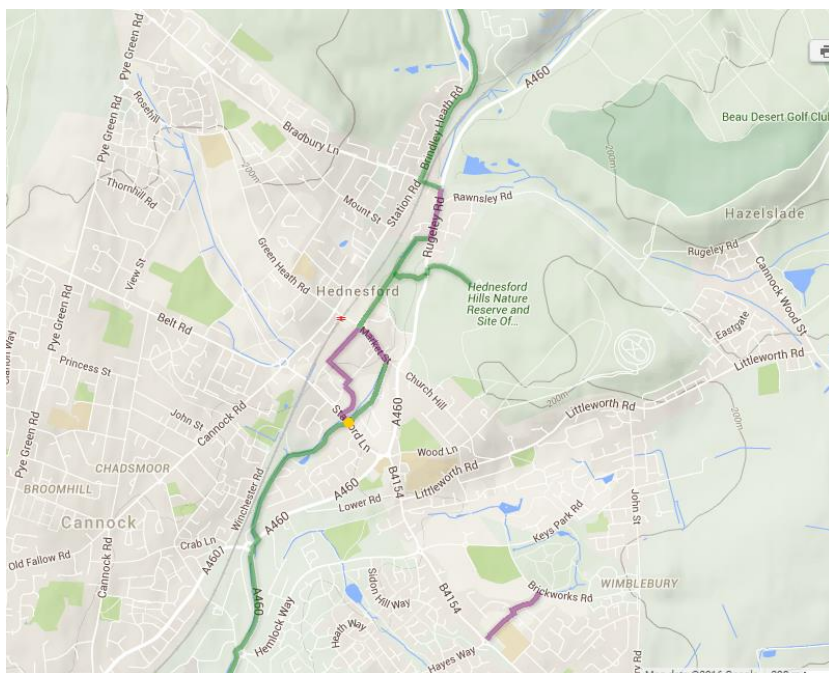 Pye Green Rd
A460
Pye Green Rd
Rosehill
Brindley Heath Rd
Beau Desert Golf Club
Bradbury Ln
200m
Thornhill Rd
Mount St
Station Rd
Rawnsley Rd
Hazelslade
Rugeley Rd
Rugeley Rd
Green Heath Rd
View St
Cannock Wood St
Hednesford
Hednesford
Hills Nature
Reserve and
Site Of...
Pye Green Rd
Belt Rd
Market St
Eastgate
Princess St
Littleworth Rd
Church Hill
200m
John St
Cannock Rd
Stafford Ln
A460
Littleworth Rd
Pye Green Rd
CHADSMOOR
Wood Ln
BROOMHILL
Winchester Rd
A460
B4154
Littleworth Rd
Lower Rd
John St
Cannock
A460
Keys Park Rd
Crab Ln
Old Fallow Rd
A4607
Cannock Rd
A460
Sidon Hill Way
B4154
WIMBLEBURY
Brickworks Rd
Hemlock Way
Heath Way
Hayes Way